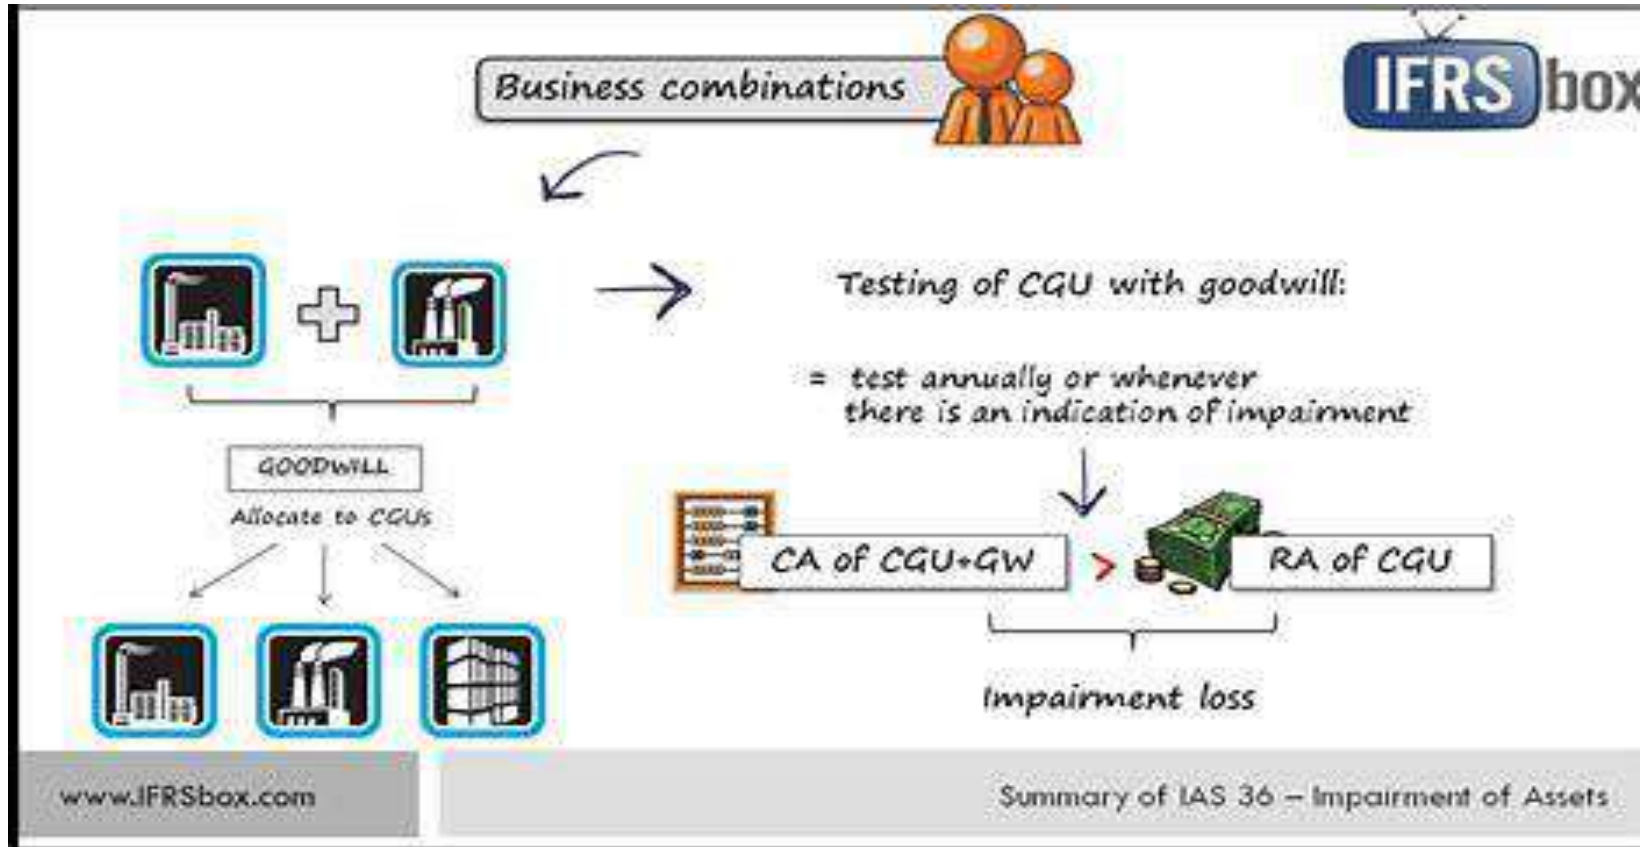 Business combinations
IFRS box
Testing of CGU with goodwill:
= test annually or whenever
there is an indication of impairment
GOODWILL
Allocate to CGUs
CA of CGU+GW > RA of CGU
Impairment loss
www.IFRSbox.com
Summary of IAS 36 – Impairment of Assets